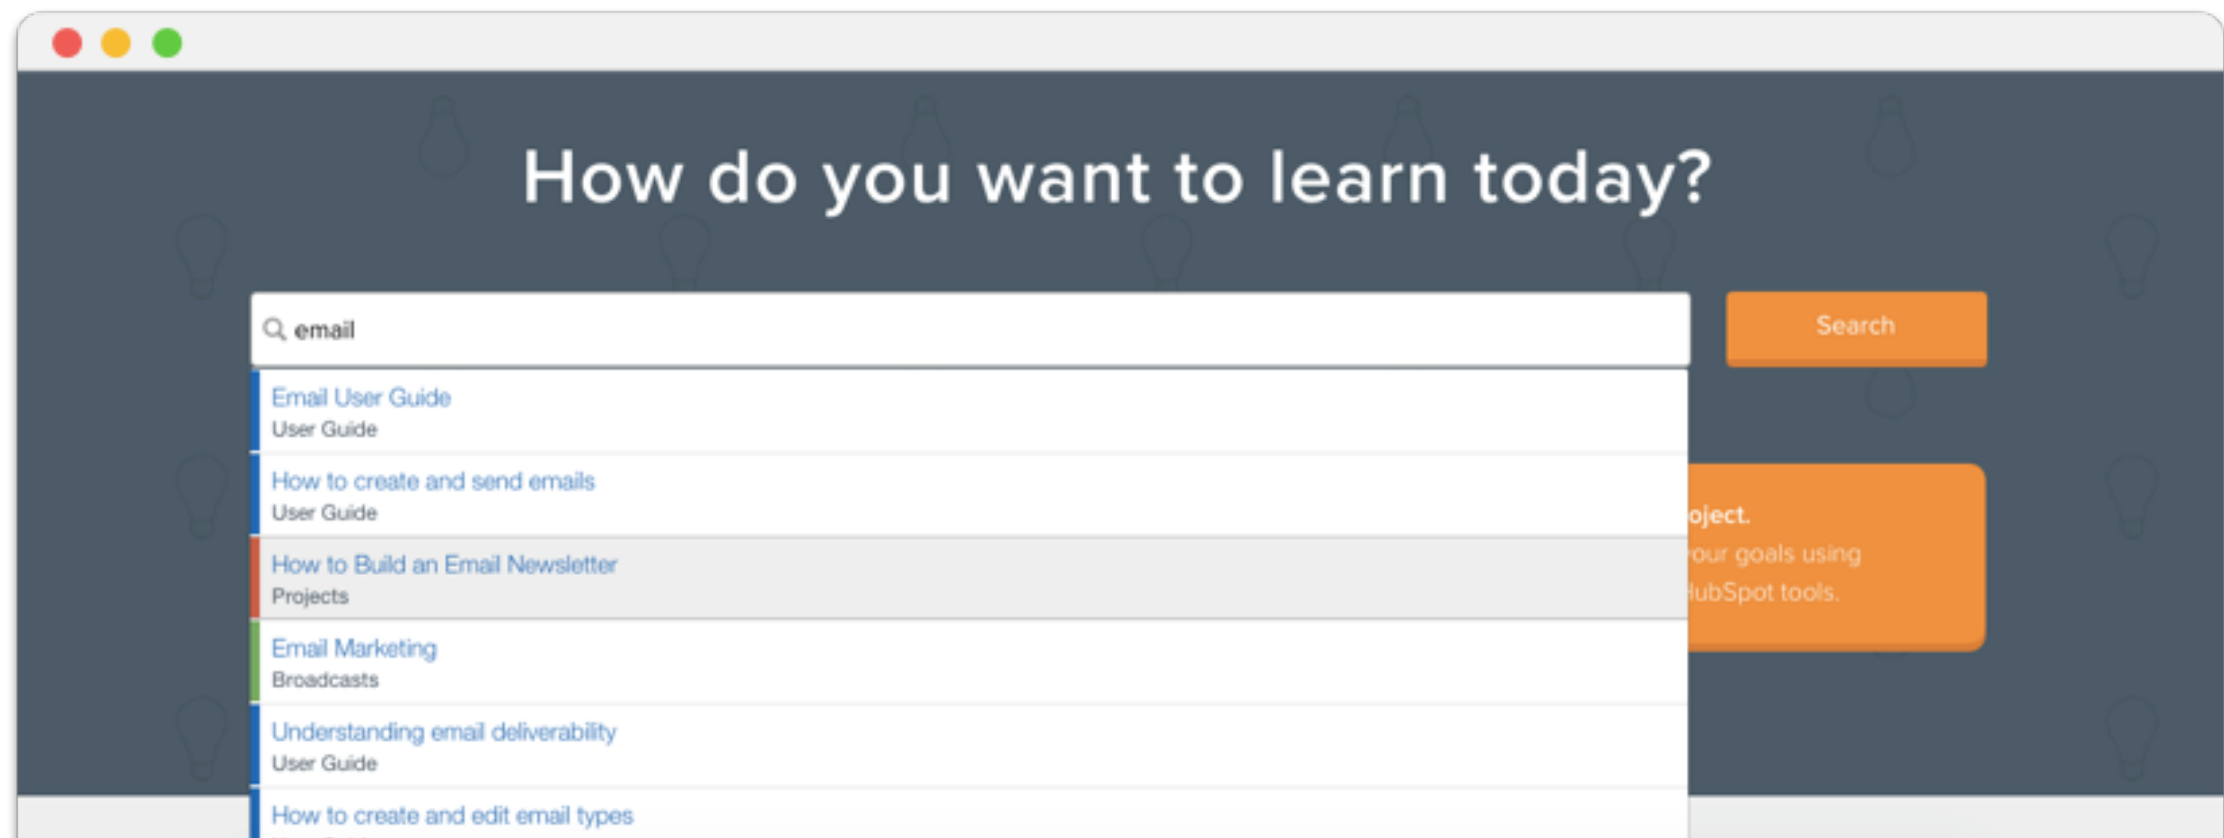 How do you want to learn today?
email
Search
Email User Guide
User Guide
How to create and send emails
User Guide
oject.
your goals using
HubSpot tools.
How to Build an Email Newsletter
Projects
Email Marketing
Broadcasts
Understanding email deliverability
User Guide
How to create and edit email types